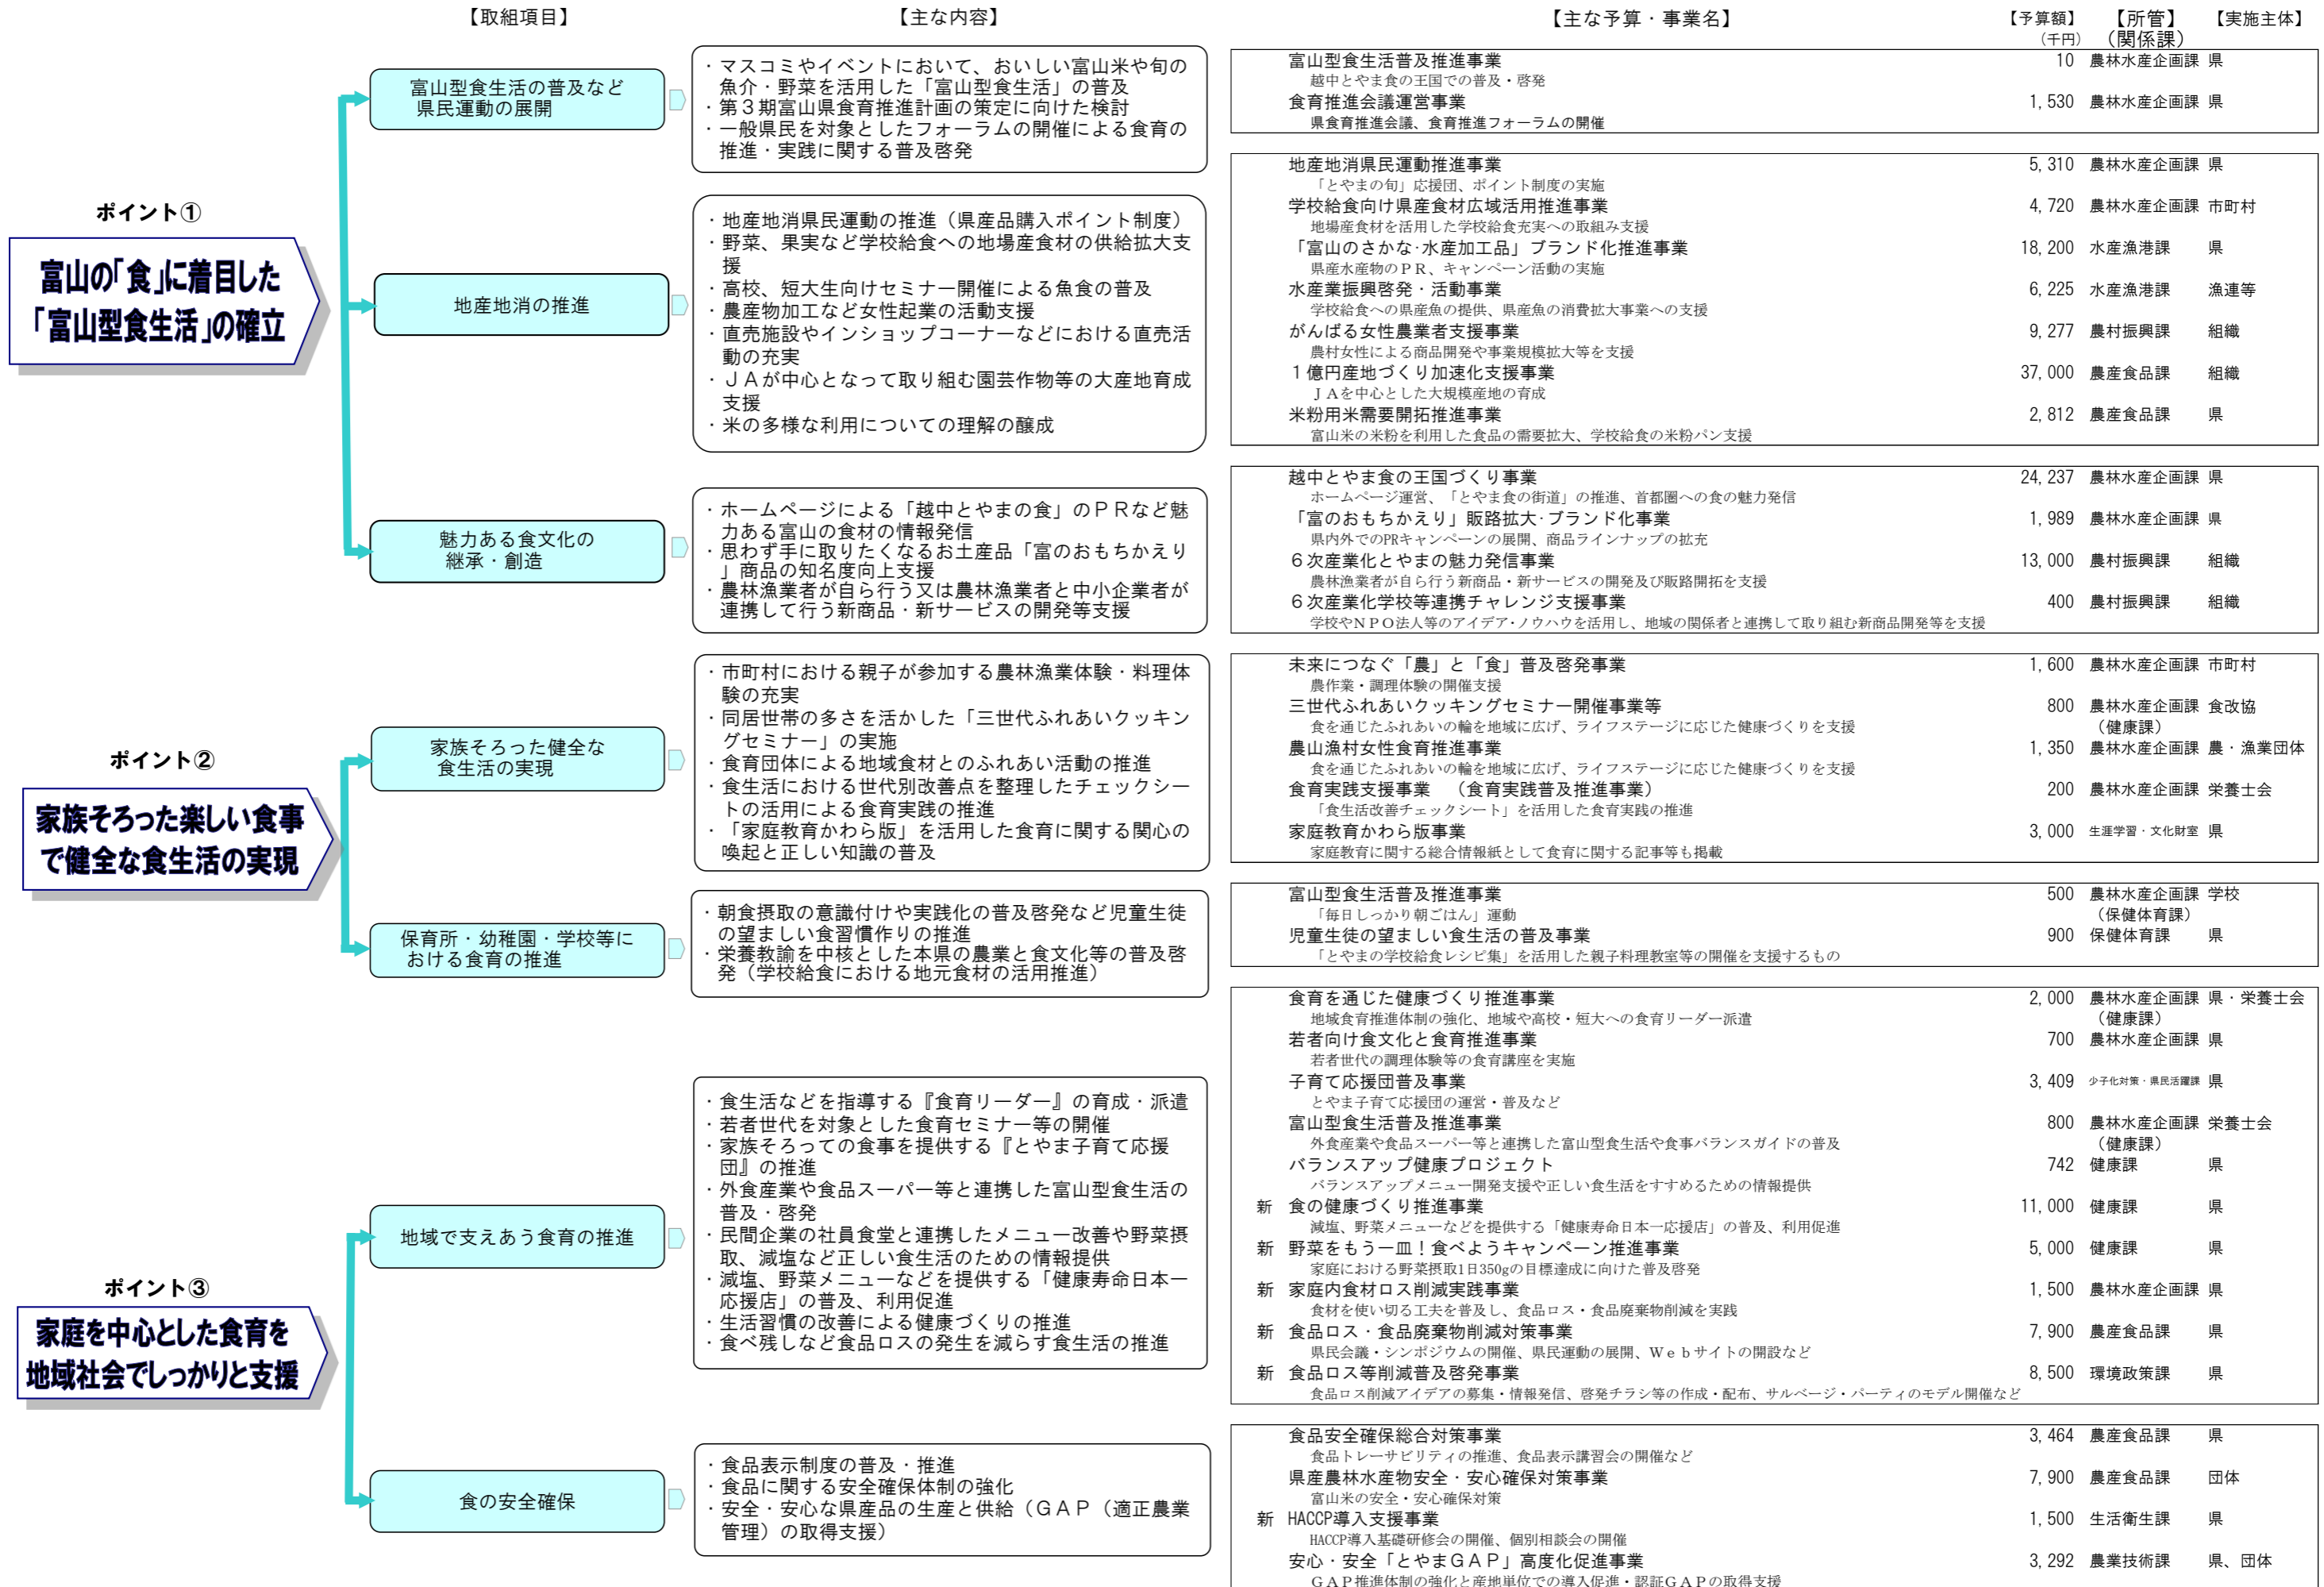 【取組項目】
【主な内容】
【主な予算・事業名】
【予算額】 【所管】 【実施主体】
（千円） （関係課）
ポイント①
富山の「食」に着目した
「富山型食生活」の確立
富山型食生活の普及など
県民運動の展開
・マスコミやイベントにおいて、おいしい富山米や旬の
魚介・野菜を活用した「富山型食生活」の普及
・第３期富山県食育推進計画の策定に向けた検討
・一般県民を対象としたフォーラムの開催による食育の
推進・実践に関する普及啓発
富山型食生活普及推進事業 10 農林水産企画課 県
越中とやま食の王国での普及・啓発
食育推進会議運営事業 1,530 農林水産企画課 県
県食育推進会議、食育推進フォーラムの開催
地産地消の推進
・地産地消県民運動の推進（県産品購入ポイント制度）
・野菜、果実など学校給食への地場産食材の供給拡大支
援
・高校、短大生向けセミナー開催による魚食の普及
・農産物加工など女性起業の活動支援
・直売施設やインショップコーナーなどにおける直売活
動の充実
・ＪＡが中心となって取り組む園芸作物等の大産地育成
支援
・米の多様な利用についての理解の醸成
地産地消県民運動推進事業 5,310 農林水産企画課 県
「とやまの旬」応援団、ポイント制度の実施
学校給食向け県産食材広域活用推進事業 4,720 農林水産企画課 市町村
地場産食材を活用した学校給食充実への取組み支援
「富山のさかな･水産加工品」ブランド化推進事業 18,200 水産漁港課 県
県産水産物のＰＲ、キャンペーン活動の実施
水産業振興啓発・活動事業 6,225 水産漁港課 漁連等
学校給食への県産魚の提供、県産魚の消費拡大事業への支援
がんばる女性農業者支援事業 9,277 農村振興課 組織
農村女性による商品開発や事業規模拡大等を支援
１億円産地づくり加速化支援事業 37,000 農産食品課 組織
ＪＡを中心とした大規模産地の育成
米粉用米需要開拓推進事業 2,812 農産食品課 県
富山米の米粉を利用した食品の需要拡大、学校給食の米粉パン支援
魅力ある食文化の
継承・創造
・ホームページによる「越中とやまの食」のＰＲなど魅
力ある富山の食材の情報発信
・思わず手に取りたくなるお土産品「富のおもちかえり
」商品の知名度向上支援
・農林漁業者が自ら行う又は農林漁業者と中小企業者が
連携して行う新商品・新サービスの開発等支援
越中とやま食の王国づくり事業 24,237 農林水産企画課 県
ホームページ運営、「とやま食の街道」の推進、首都圏への食の魅力発信
「富のおもちかえり」販路拡大･ブランド化事業 1,989 農林水産企画課 県
県内外でのPRキャンペーンの展開、商品ラインナップの拡充
６次産業化とやまの魅力発信事業 13,000 農村振興課 組織
農林漁業者が自ら行う新商品・新サービスの開発及び販路開拓を支援
６次産業化学校等連携チャレンジ支援事業 400 農村振興課 組織
学校やＮＰＯ法人等のアイデア･ノウハウを活用し、地域の関係者と連携して取り組む新商品開発等を支援
ポイント②
家族そろった楽しい食事
で健全な食生活の実現
家族そろった健全な
食生活の実現
・市町村における親子が参加する農林漁業体験・料理体
験の充実
・同居世帯の多さを活かした「三世代ふれあいクッキン
グセミナー」の実施
・食育団体による地域食材とのふれあい活動の推進
・食生活における世代別改善点を整理したチェックシー
トの活用による食育実践の推進
・「家庭教育かわら版」を活用した食育に関する関心の
喚起と正しい知識の普及
未来につなぐ「農」と「食」普及啓発事業 1,600 農林水産企画課 市町村
農作業・調理体験の開催支援
三世代ふれあいクッキングセミナー開催事業等 800 農林水産企画課 食改協
食を通じたふれあいの輪を地域に広げ、ライフステージに応じた健康づくりを支援 （健康課）
農山漁村女性食育推進事業 1,350 農林水産企画課 農・漁業団体
食を通じたふれあいの輪を地域に広げ、ライフステージに応じた健康づくりを支援
食育実践支援事業 （食育実践普及推進事業） 200 農林水産企画課 栄養士会
「食生活改善チェックシート」を活用した食育実践の推進
家庭教育かわら版事業 3,000 生涯学習・文化財室 県
家庭教育に関する総合情報紙として食育に関する記事等も掲載
保育所・幼稚園・学校等に
おける食育の推進
・朝食摂取の意識付けや実践化の普及啓発など児童生徒
の望ましい食習慣作りの推進
・栄養教諭を中核とした本県の農業と食文化等の普及啓
発（学校給食における地元食材の活用推進）
富山型食生活普及推進事業 500 農林水産企画課 学校
「毎日しっかり朝ごはん」運動 （保健体育課）
児童生徒の望ましい食生活の普及事業 900 保健体育課 県
「とやまの学校給食レシピ集」を活用した親子料理教室等の開催を支援するもの
ポイント③
家庭を中心とした食育を
地域社会でしっかりと支援
地域で支えあう食育の推進
・食生活などを指導する『食育リーダー』の育成・派遣
・若者世代を対象とした食育セミナー等の開催
・家族そろっての食事を提供する『とやま子育て応援
団』の推進
・外食産業や食品スーパー等と連携した富山型食生活の
普及・啓発
・民間企業の社員食堂と連携したメニュー改善や野菜摂
取、減塩など正しい食生活のための情報提供
・減塩、野菜メニューなどを提供する「健康寿命日本一
応援店」の普及、利用促進
・生活習慣の改善による健康づくりの推進
・食べ残しなど食品ロスの発生を減らす食生活の推進
食育を通じた健康づくり推進事業 2,000 農林水産企画課 県・栄養士会
地域食育推進体制の強化、地域や高校・短大への食育リーダー派遣 （健康課）
若者向け食文化と食育推進事業 700 農林水産企画課 県
若者世代の調理体験等の食育講座を実施
子育て応援団普及事業 3,409 少子化対策・県民活躍課 県
とやま子育て応援団の運営・普及など
富山型食生活普及推進事業 800 農林水産企画課 栄養士会
外食産業や食品スーパー等と連携した富山型食生活や食事バランスガイドの普及 （健康課）
バランスアップ健康プロジェクト 742 健康課 県
バランスアップメニュー開発支援や正しい食生活をすすめるための情報提供
新 食の健康づくり推進事業 11,000 健康課 県
減塩、野菜メニューなどを提供する「健康寿命日本一応援店」の普及、利用促進
新 野菜をもう一皿！食べようキャンペーン推進事業 5,000 健康課 県
家庭における野菜摂取1日350gの目標達成に向けた普及啓発
新 家庭内食材ロス削減実践事業 1,500 農林水産企画課 県
食材を使い切る工夫を普及し、食品ロス・食品廃棄物削減を実践
新 食品ロス・食品廃棄物削減対策事業 7,900 農産食品課 県
県民会議・シンポジウムの開催、県民運動の展開、Ｗｅｂサイトの開設など
新 食品ロス等削減普及啓発事業 8,500 環境政策課 県
食品ロス削減アイデアの募集・情報発信、啓発チラシ等の作成・配布、サルベージ・パーティのモデル開催など
食の安全確保
・食品表示制度の普及・推進
・食品に関する安全確保体制の強化
・安全・安心な県産品の生産と供給（ＧＡＰ（適正農業
管理）の取得支援）
食品安全確保総合対策事業 3,464 農産食品課 県
食品トレーサビリティの推進、食品表示講習会の開催など
県産農林水産物安全・安心確保対策事業 7,900 農産食品課 団体
富山米の安全・安心確保対策
新 HACCP導入支援事業 1,500 生活衛生課 県
HACCP導入基礎研修会の開催、個別相談会の開催
安心・安全「とやまＧＡＰ」高度化促進事業 3,292 農業技術課 県、団体
ＧＡＰ推進体制の強化と産地単位での導入促進・認証ＧＡＰの取得支援